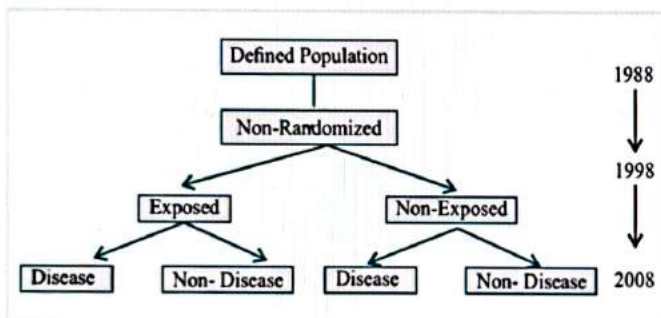 Defined Population
1988
Non-Randomized
1998
Exposed
Non-Exposed
Disease
Non- Disease
Disease
Non- Disease
2008